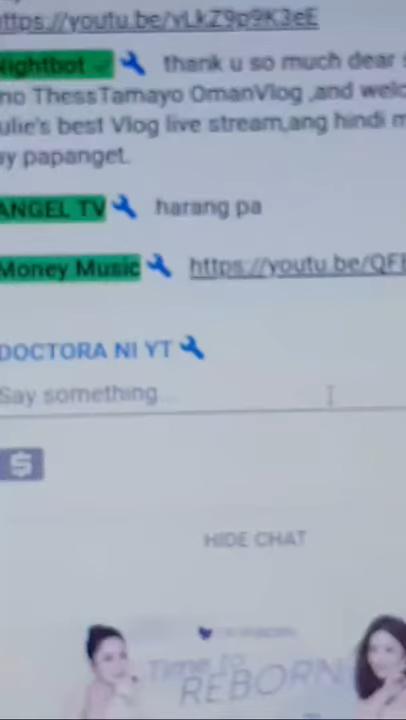 https://youtu.be/vLkZ9p9K3eE
Nightbot thank u so much dear
no ThessTamayo OmanVlog ,and welc
ulie's best Vlog live stream,ang hindi m
ay papanget.
ANGEL TV harang pa
Money Music https://youtu.be/QF
DOCTORA NI YT
Say something...
$
HIDE CHAT
Time to
REBORN